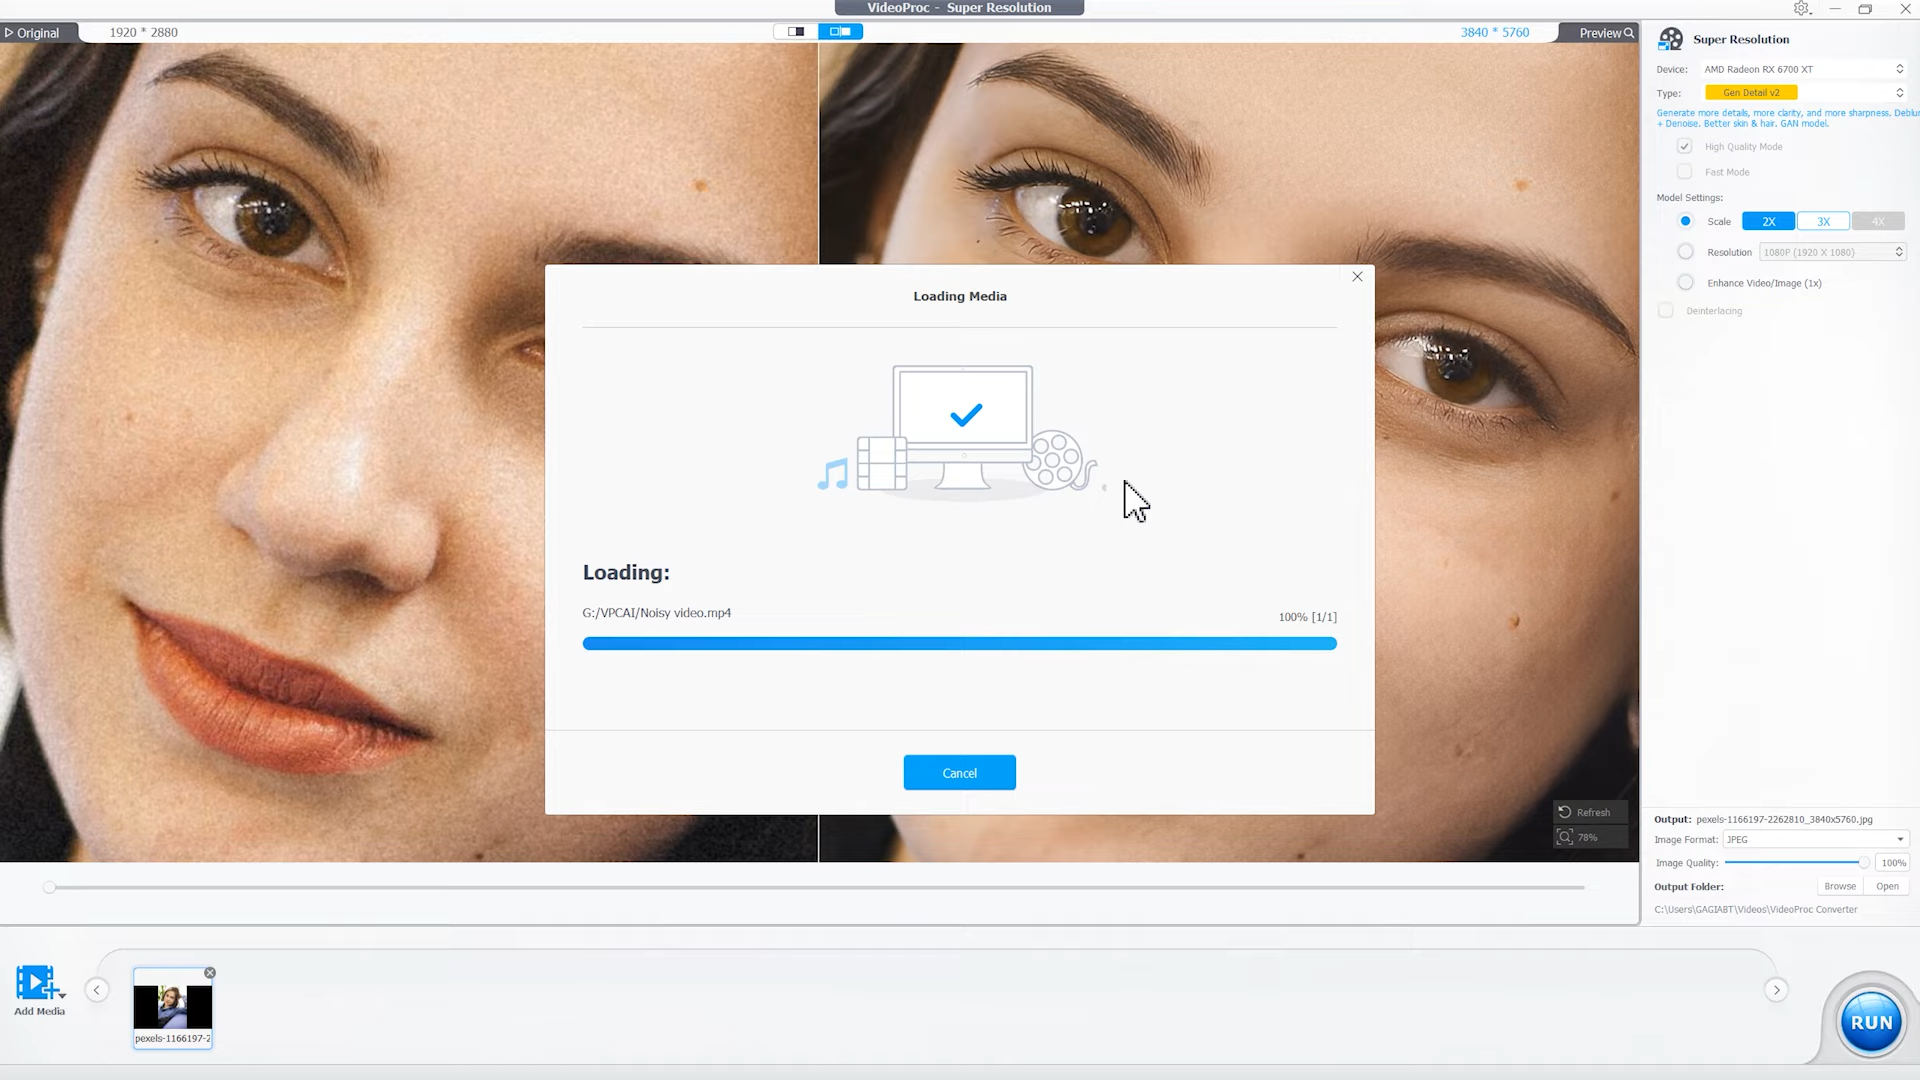 VideoProc - Super Resolution
Original
1920 * 2880
3840 * 5760
Preview
Super Resolution
Device: AMD Radeon RX 6700 XT
Type: Gen Detail v2
Generate more details, more clarity, and more sharpness. Deblur
+ Denoise. Better skin & hair. GAN model.
High Quality Mode
Fast Mode
Model Settings:
Scale 2X 3X 4X
Resolution 1080P (1920 X 1080)
Enhance Video/Image (1x)
Deinterlacing
Loading Media
Loading:
G:/VPCAI/Noisy video.mp4
100% [1/1]
Cancel
Refresh
78%
Output: pexels-1166197-2262810_3840x5760.jpg
Image Format: JPEG
Image Quality: 100%
Output Folder: Browse Open
C:\Users\GAGIABT\Videos\VideoProc Converter
Add Media
pexels-1166197-2
RUN